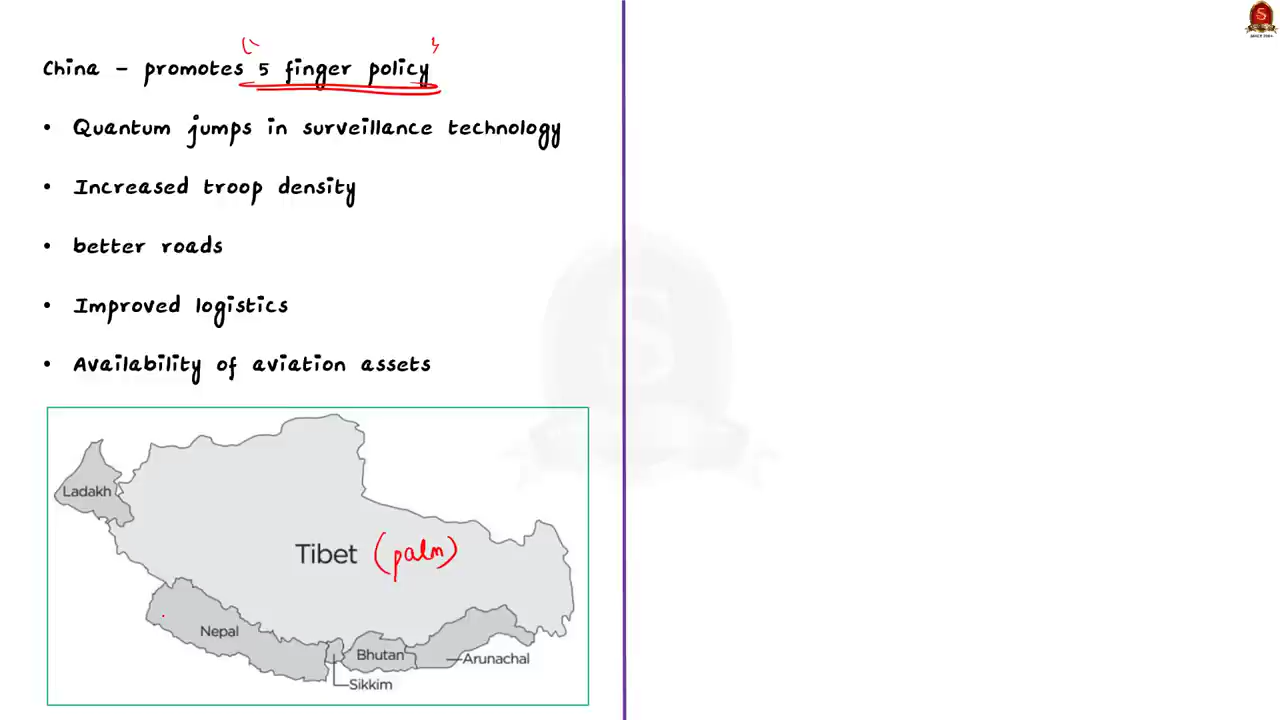 China - promotes "5 finger policy"
• Quantum jumps in surveillance technology
• Increased troop density
• better roads
• Improved logistics
• Availability of aviation assets
Ladakh
Tibet (palm)
Nepal
Bhutan
Arunachal
Sikkim
S